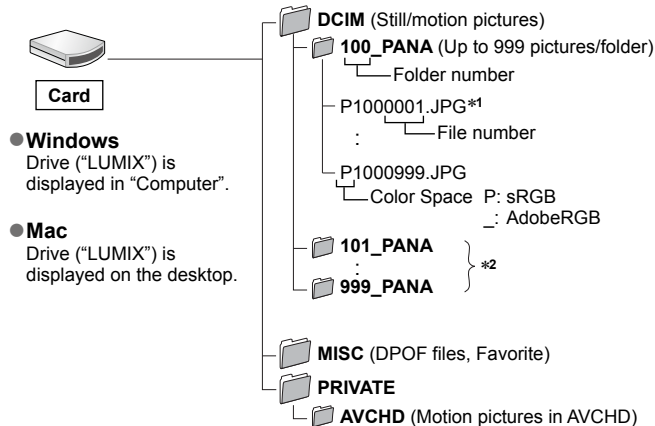 DCIM (Still/motion pictures)
100_PANA (Up to 999 pictures/folder)
Folder number
Card
P1000001.JPG*1
File number
:
●Windows
Drive (“LUMIX”) is
displayed in “Computer”.
P1000999.JPG
Color Space P: sRGB
_: AdobeRGB
●Mac
Drive (“LUMIX”) is
displayed on the desktop.
101_PANA
:
*2
999_PANA
MISC (DPOF files, Favorite)
PRIVATE
AVCHD (Motion pictures in AVCHD)